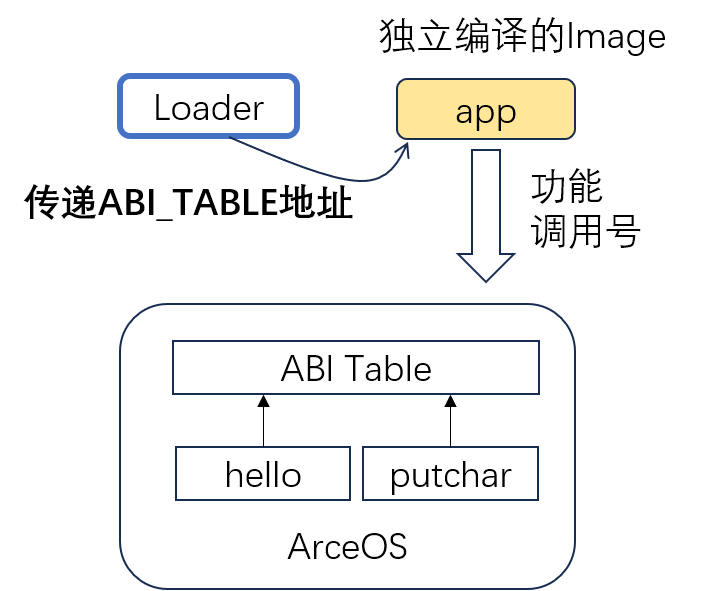 独立编译的Image
Loader
app
传递ABI_TABLE地址
功能
调用号
ABI Table
hello
putchar
ArceOS